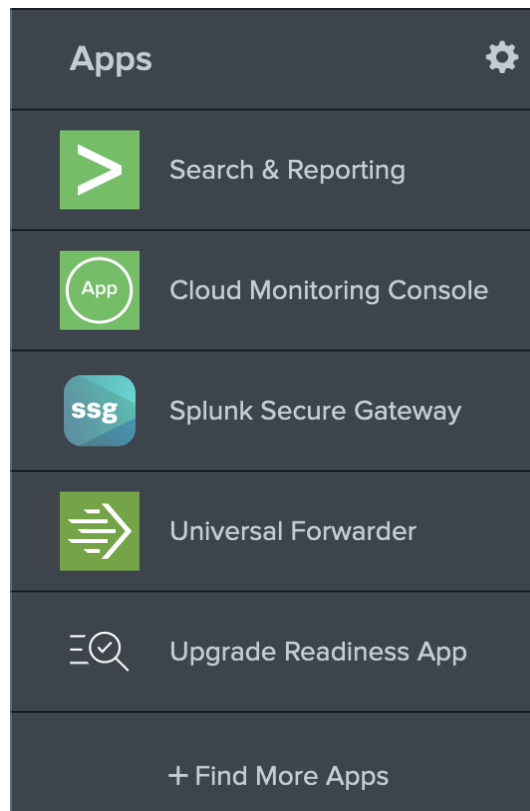 Apps
Search & Reporting
App
Cloud Monitoring Console
ssg
Splunk Secure Gateway
Universal Forwarder
Upgrade Readiness App
+ Find More Apps